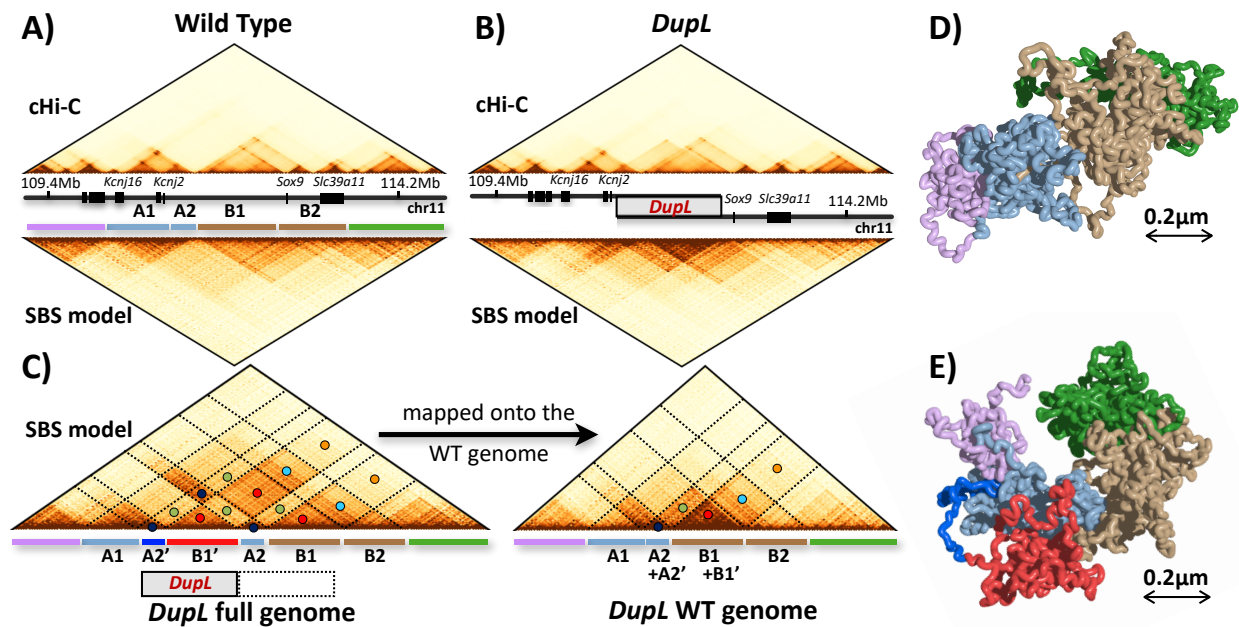 A)
Wild Type
B)
DupL
D)
cHi-C
cHi-C
109.4Mb
Kcnj16
Kcnj2
Sox9
Slc39a11
114.2Mb
A1
A2
B1
B2
chr11
109.4Mb
Kcnj16
Kcnj2
DupL
Sox9
Slc39a11
114.2Mb
chr11
0.2µm
SBS model
SBS model
C)
E)
SBS model
mapped onto the
WT genome
A1
A2'
B1'
A2
B1
B2
DupL
DupL full genome
A1
A2
+A2'
B1
+B1'
B2
DupL WT genome
0.2µm